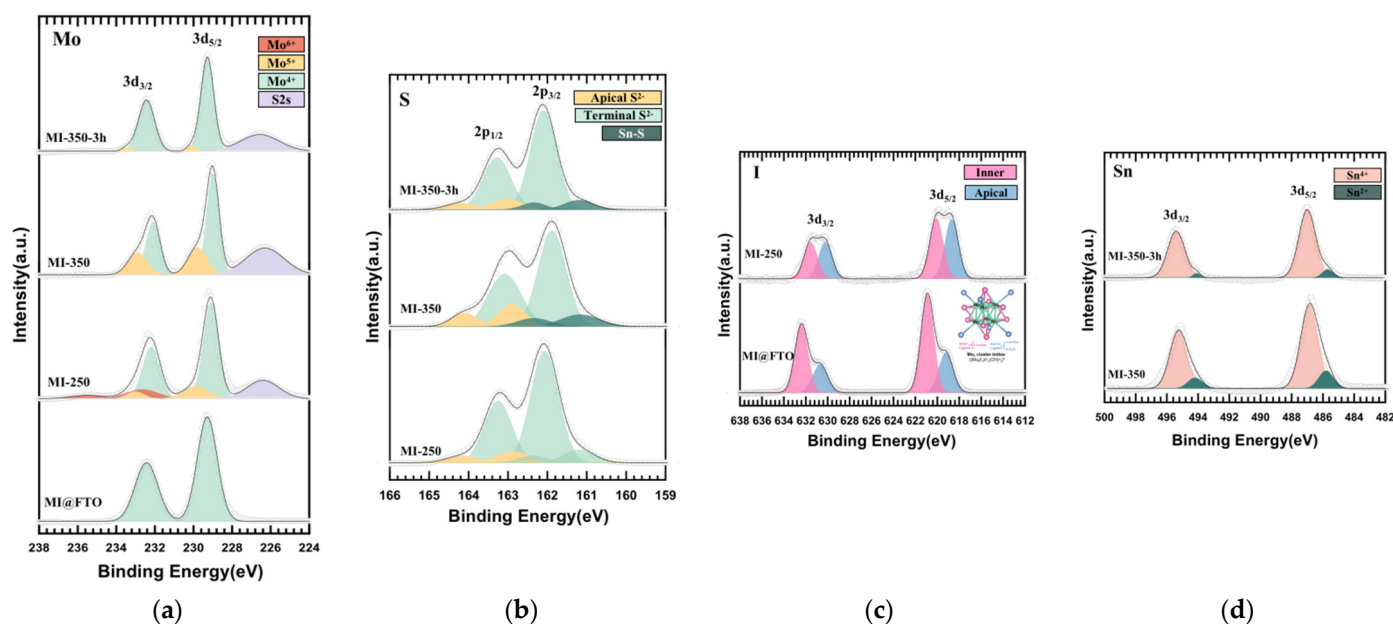 Mo
3d5/2
3d3/2
Mo⁶⁺
Mo⁵⁺
Mo⁴⁺
S2s
MI-350-3h
MI-350
MI-250
MI@FTO
Intensity(a.u.)
238 236 234 232 230 228 226 224
Binding Energy(eV)
(a)
S
2p3/2
2p1/2
Apical S²⁻
Terminal S²⁻
Sn-S
MI-350-3h
MI-350
MI-250
Intensity(a.u.)
166 165 164 163 162 161 160 159
Binding Energy(eV)
(b)
I
Inner
Apical
3d5/2
3d3/2
MI-250
MI@FTO
Intensity(a.u.)
638 636 634 632 630 628 626 624 622 620 618 616 614 612
Binding Energy(eV)
(c)
Sn
Sn⁴⁺
Sn²⁺
3d5/2
3d3/2
MI-350-3h
MI-350
Intensity(a.u.)
500 498 496 494 492 490 488 486 484 482
Binding Energy(eV)
(d)